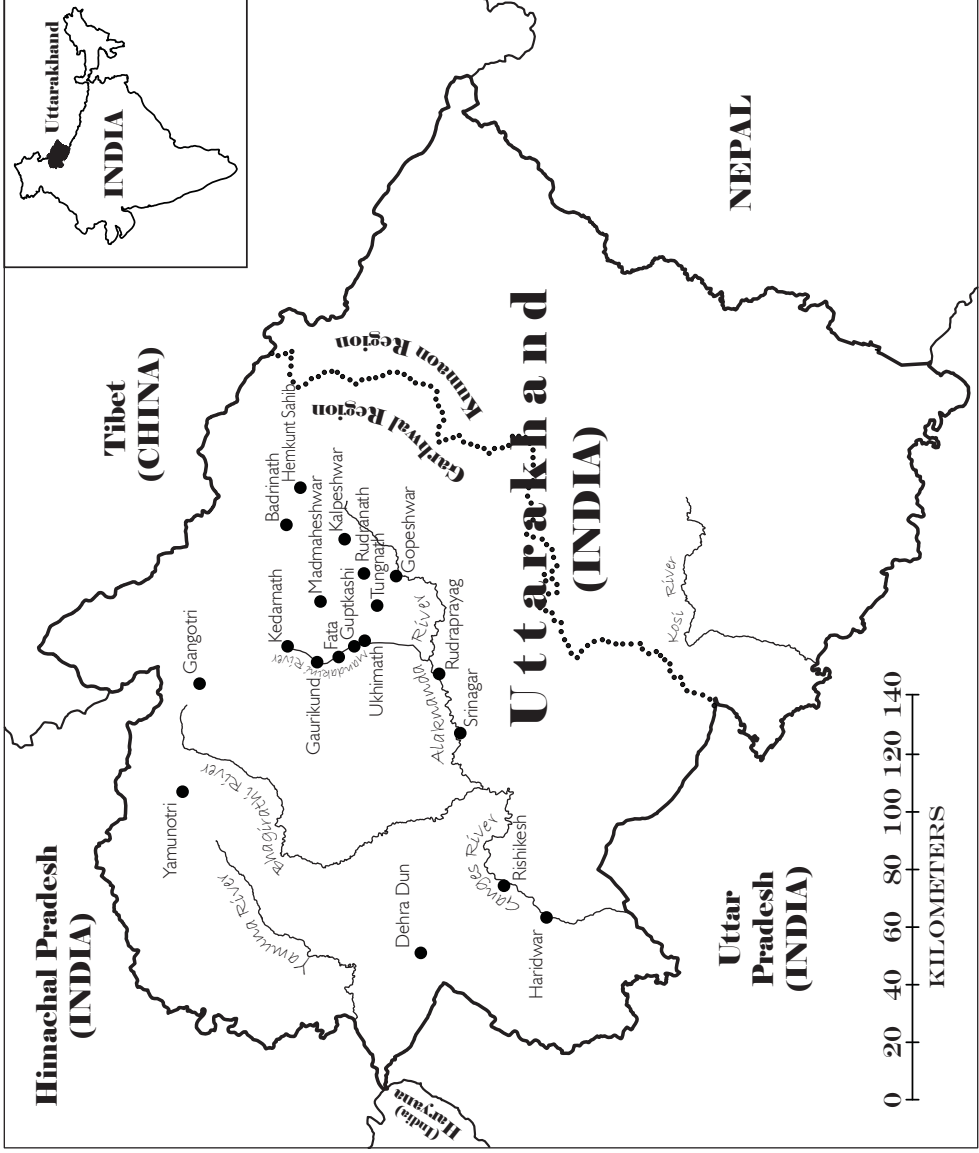 Uttarakhand
INDIA
Tibet
(CHINA)
Himachal Pradesh
(INDIA)
NEPAL
Uttar
Pradesh
(INDIA)
(India)
Haryana
Uttarakhand
(INDIA)
Garhwal Region
Kumaon Region
Yamunotri
Gangotri
Kedarnath
Badrinath
Hemkunt Sahib
Madmaheshwar
Kalpeshwar
Gaurikund
Fata
Guptkashi
Rudranath
Ukhimath
Tungnath
Gopeshwar
Rudraprayag
Srinagar
Dehra Dun
Rishikesh
Haridwar
Yamuna River
Bhagirathi River
Mandakini River
Alaknanda River
Ganges River
Kosi River
0 20 40 60 80 100 120 140
KILOMETERS